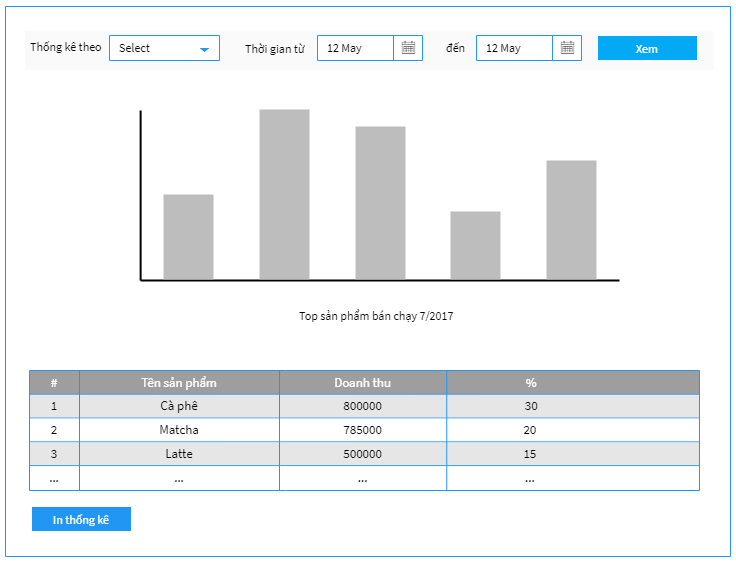 Thống kê theo Select Thời gian từ 12 May đến 12 May Xem
Top sản phẩm bán chạy 7/2017
# Tên sản phẩm Doanh thu %
1 Cà phê 800000 30
2 Matcha 785000 20
3 Latte 500000 15
... ... ... ...
In thống kê